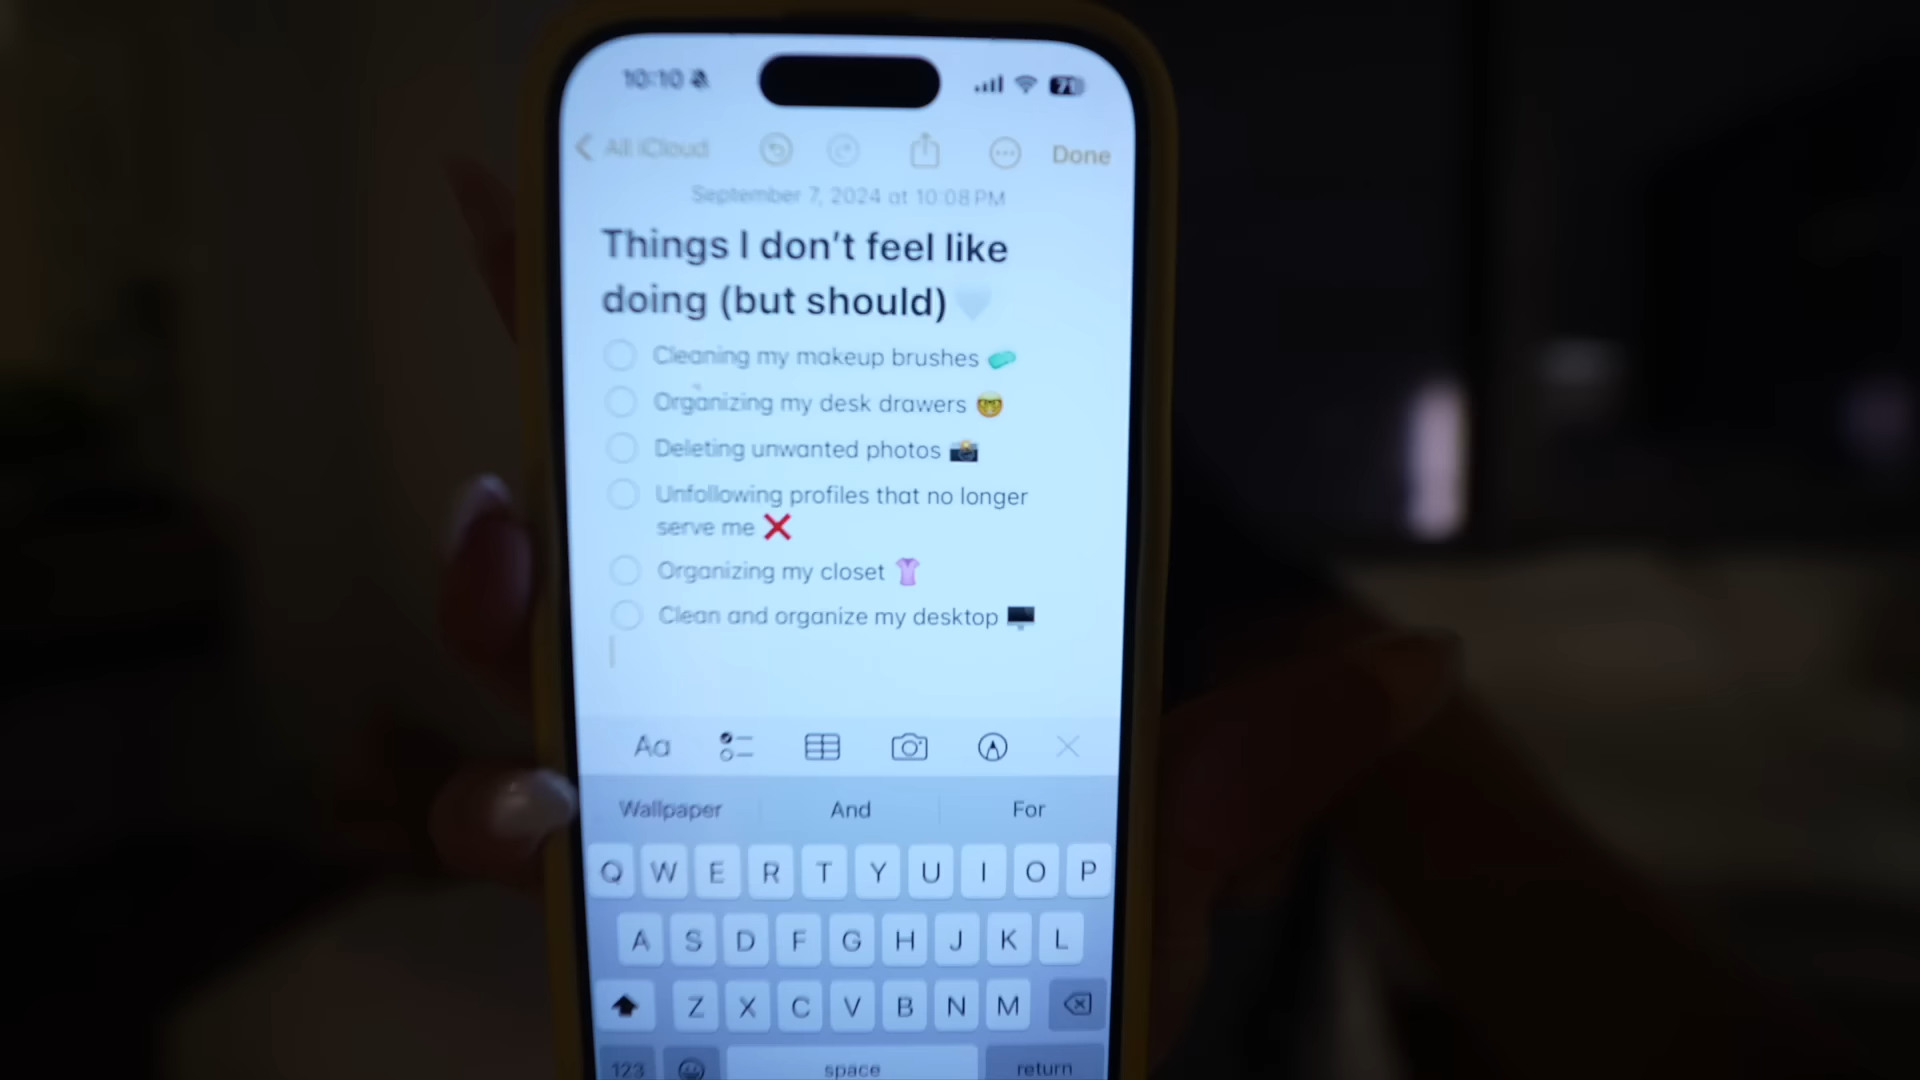 10:10 71
All iCloud Done
September 7, 2024 at 10:08 PM
Things I don't feel like
doing (but should)🤍
Cleaning my makeup brushes 🧼
Organizing my desk drawers 🤓
Deleting unwanted photos 📸
Unfollowing profiles that no longer
serve me ❌
Organizing my closet 👚
Clean and organize my desktop 🖥️
Aa
Wallpaper And For
Q W E R T Y U I O P
A S D F G H J K L
Z X C V B N M
123 space return